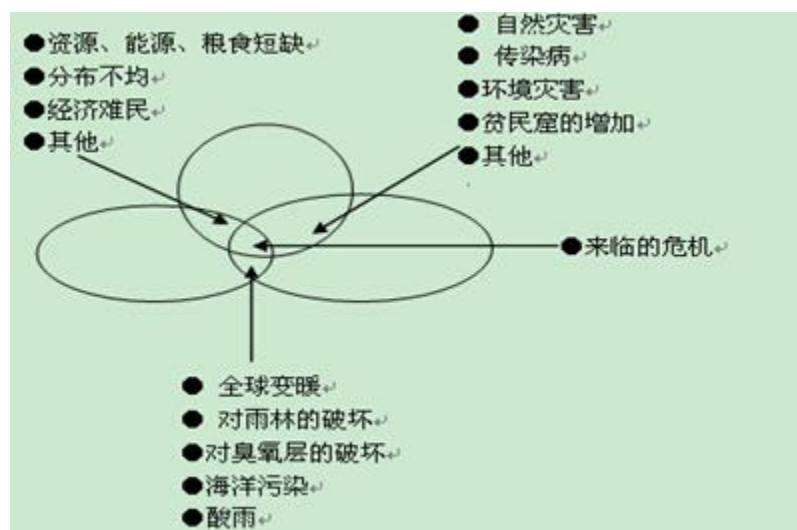 ●资源、能源、粮食短缺
●分布不均
●经济难民
●其他
● 自然灾害
● 传染病
●环境灾害
●贫民窟的增加
●其他
●来临的危机
● 全球变暖
● 对雨林的破坏
●对臭氧层的破坏
●海洋污染
●酸雨